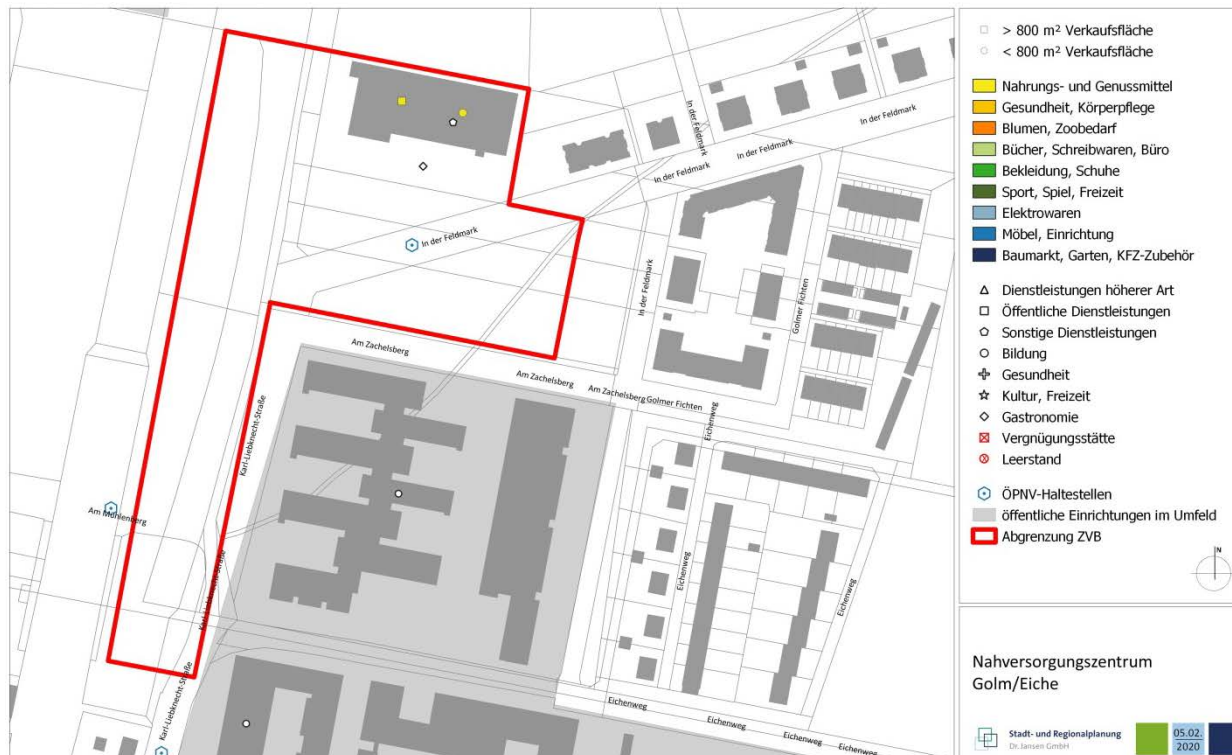 In der Feldmark
In der Feldmark
In der Feldmark
In der Feldmark
In der Feldmark
In der Feldmark
Golmer Fichten
Am Zachelsberg
Am Zachelsberg
Am Zachelsberg
Golmer Fichten
Karl-Liebknecht-Straße
Eichenweg
Am Mühlenberg
Karl-Liebknecht-Straße
Eichenweg
Eichenweg
Karl-Liebknecht-Straße
Eichenweg
Eichenweg
Eichenweg
Eichenweg
> 800 m² Verkaufsfläche
< 800 m² Verkaufsfläche
Nahrungs- und Genussmittel
Gesundheit, Körperpflege
Blumen, Zoobedarf
Bücher, Schreibwaren, Büro
Bekleidung, Schuhe
Sport, Spiel, Freizeit
Elektrowaren
Möbel, Einrichtung
Baumarkt, Garten, KFZ-Zubehör
Dienstleistungen höherer Art
Öffentliche Dienstleistungen
Sonstige Dienstleistungen
Bildung
Gesundheit
Kultur, Freizeit
Gastronomie
Vergnügungsstätte
Leerstand
ÖPNV-Haltestellen
öffentliche Einrichtungen im Umfeld
Abgrenzung ZVB
N
Nahversorgungszentrum
Golm/Eiche
Stadt- und Regionalplanung
Dr. Jansen GmbH
05.02.
2020